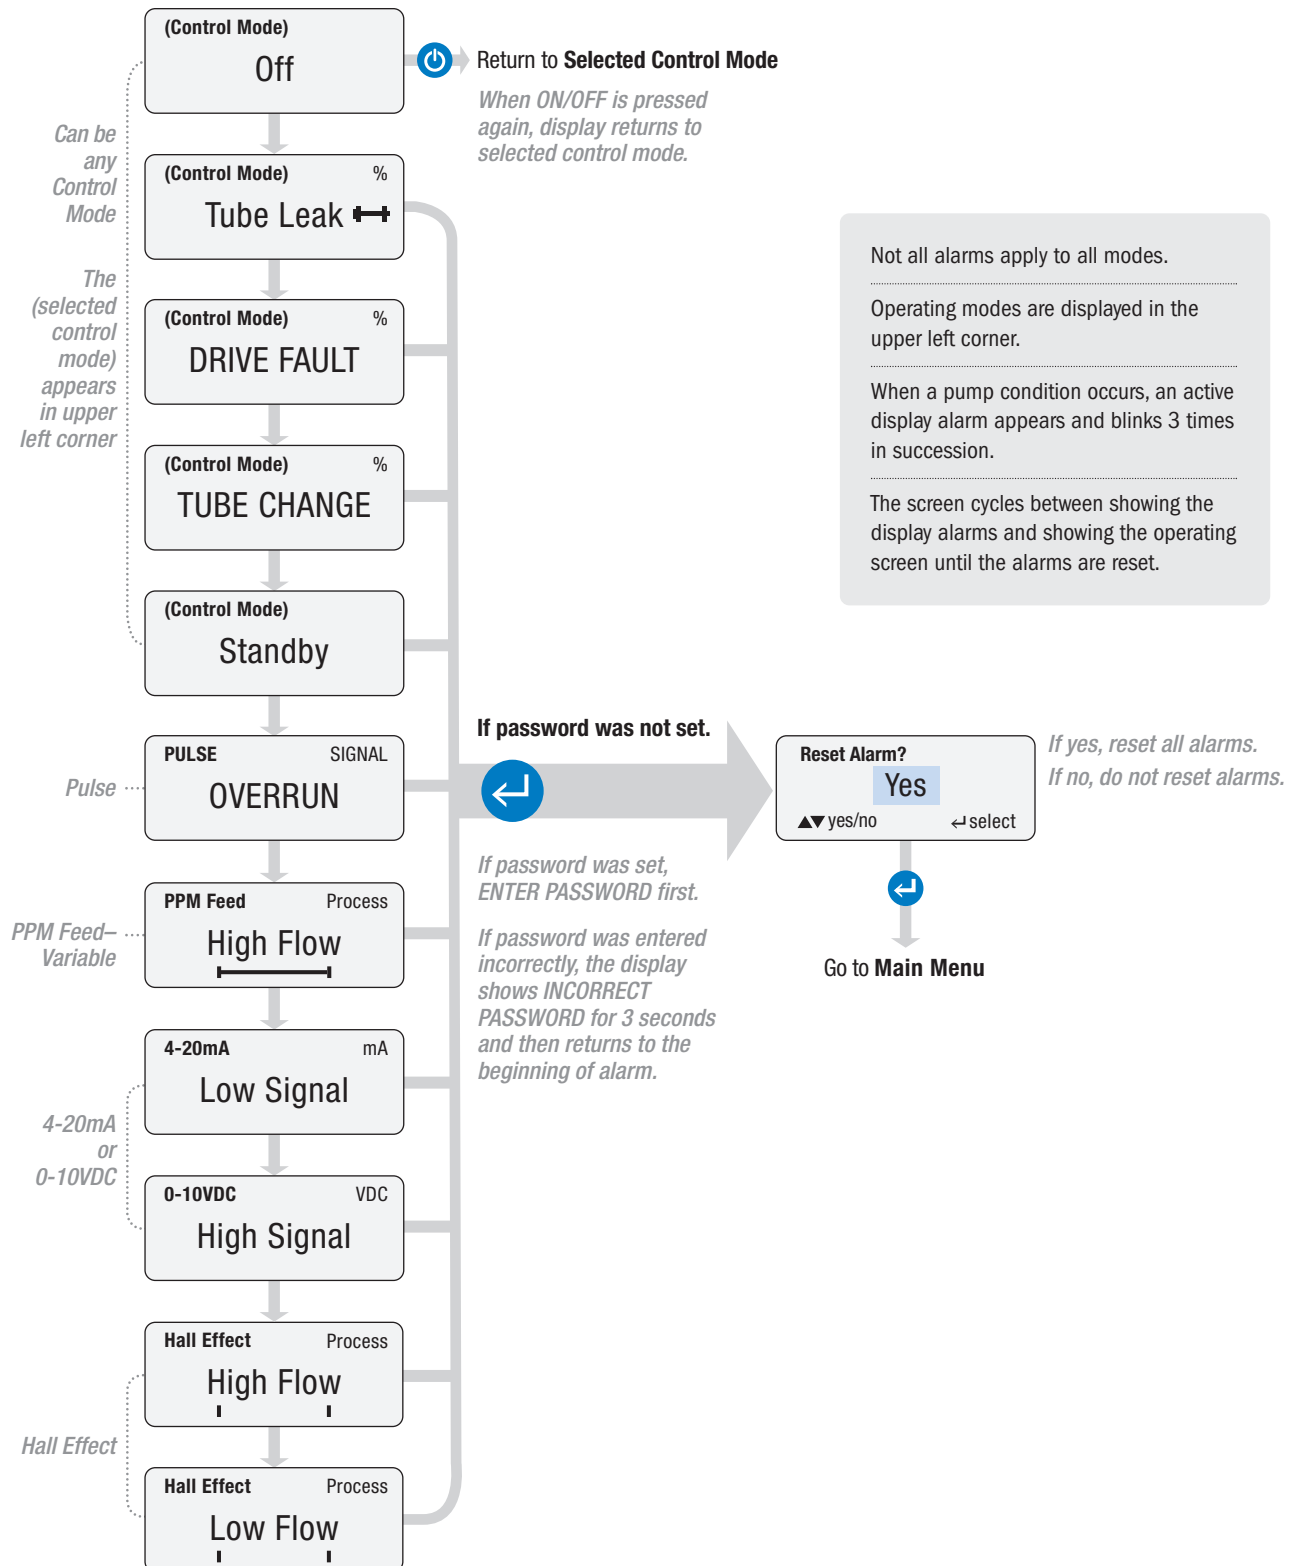 (Control Mode)
Off
Return to Selected Control Mode
When ON/OFF is pressed
again, display returns to
selected control mode.
Can be
any
Control
Mode
The
(selected
control
mode)
appears
in upper
left corner
(Control Mode) %
Tube Leak
(Control Mode) %
DRIVE FAULT
(Control Mode) %
TUBE CHANGE
(Control Mode)
Standby
Not all alarms apply to all modes.
Operating modes are displayed in the
upper left corner.
When a pump condition occurs, an active
display alarm appears and blinks 3 times
in succession.
The screen cycles between showing the
display alarms and showing the operating
screen until the alarms are reset.
Pulse
PULSE SIGNAL
OVERRUN
PPM Feed–
Variable
PPM Feed Process
High Flow
4-20mA
or
0-10VDC
4-20mA mA
Low Signal
0-10VDC VDC
High Signal
Hall Effect
Hall Effect Process
High Flow
Hall Effect Process
Low Flow
If password was not set.
If password was set,
ENTER PASSWORD first.
If password was entered
incorrectly, the display
shows INCORRECT
PASSWORD for 3 seconds
and then returns to the
beginning of alarm.
Reset Alarm?
Yes
▲▼ yes/no ↵ select
If yes, reset all alarms.
If no, do not reset alarms.
Go to Main Menu